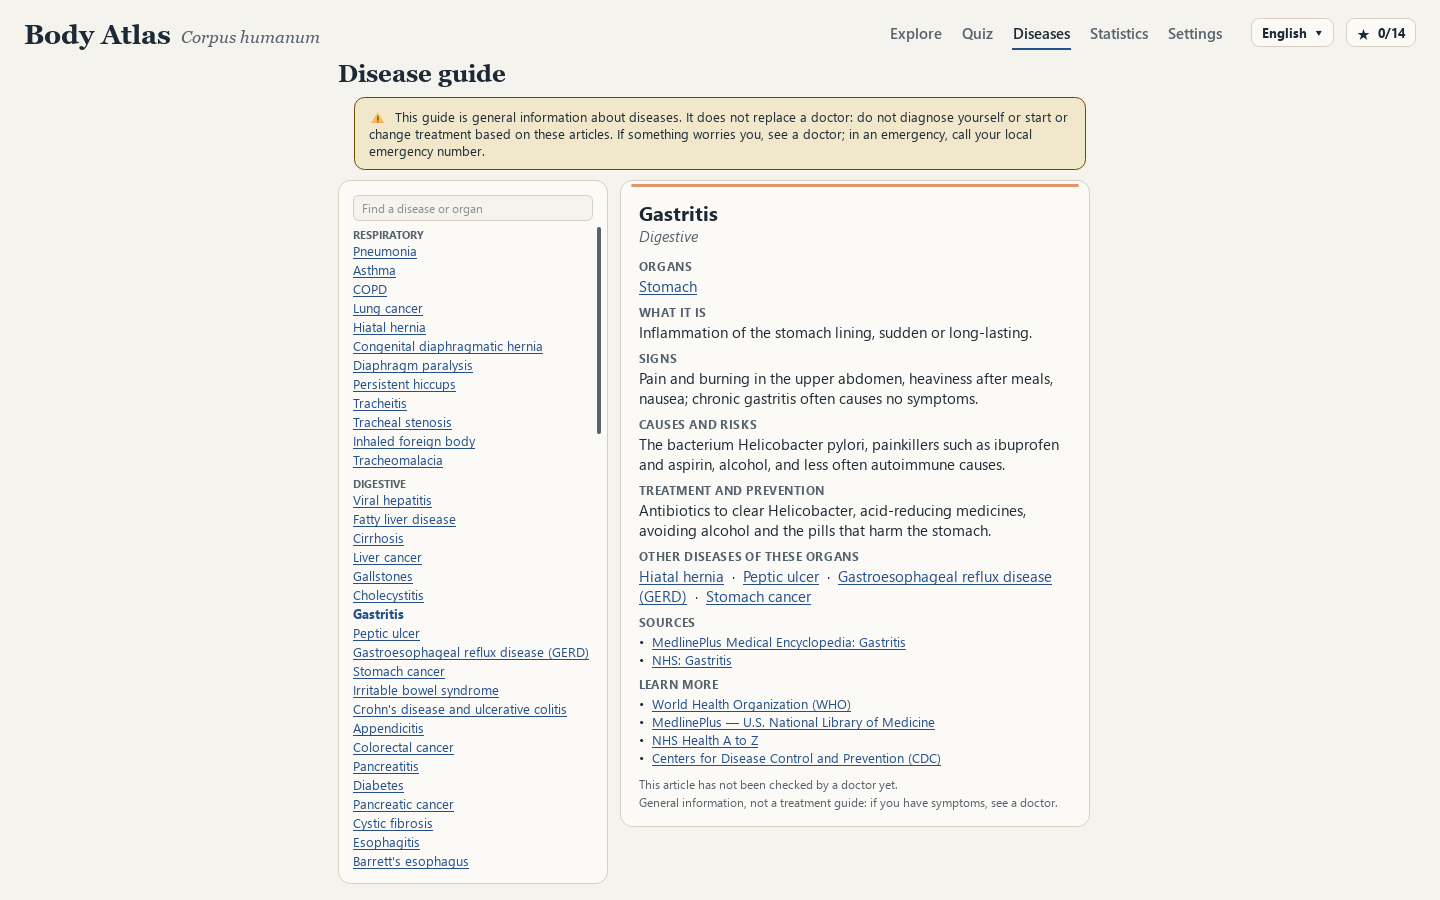 Body Atlas Corpus humanum
Explore Quiz Diseases Statistics Settings English ▼ ★ 0/14
Disease guide
⚠ This guide is general information about diseases. It does not replace a doctor: do not diagnose yourself or start or
change treatment based on these articles. If something worries you, see a doctor; in an emergency, call your local
emergency number.
Find a disease or organ
RESPIRATORY
Pneumonia
Asthma
COPD
Lung cancer
Hiatal hernia
Congenital diaphragmatic hernia
Diaphragm paralysis
Persistent hiccups
Tracheitis
Tracheal stenosis
Inhaled foreign body
Tracheomalacia
DIGESTIVE
Viral hepatitis
Fatty liver disease
Cirrhosis
Liver cancer
Gallstones
Cholecystitis
Gastritis
Peptic ulcer
Gastroesophageal reflux disease (GERD)
Stomach cancer
Irritable bowel syndrome
Crohn's disease and ulcerative colitis
Appendicitis
Colorectal cancer
Pancreatitis
Diabetes
Pancreatic cancer
Cystic fibrosis
Esophagitis
Barrett's esophagus
Gastritis
Digestive
ORGANS
Stomach
WHAT IT IS
Inflammation of the stomach lining, sudden or long-lasting.
SIGNS
Pain and burning in the upper abdomen, heaviness after meals,
nausea; chronic gastritis often causes no symptoms.
CAUSES AND RISKS
The bacterium Helicobacter pylori, painkillers such as ibuprofen
and aspirin, alcohol, and less often autoimmune causes.
TREATMENT AND PREVENTION
Antibiotics to clear Helicobacter, acid-reducing medicines,
avoiding alcohol and the pills that harm the stomach.
OTHER DISEASES OF THESE ORGANS
Hiatal hernia · Peptic ulcer · Gastroesophageal reflux disease
(GERD) · Stomach cancer
SOURCES
• MedlinePlus Medical Encyclopedia: Gastritis
• NHS: Gastritis
LEARN MORE
• World Health Organization (WHO)
• MedlinePlus — U.S. National Library of Medicine
• NHS Health A to Z
• Centers for Disease Control and Prevention (CDC)
This article has not been checked by a doctor yet.
General information, not a treatment guide: if you have symptoms, see a doctor.